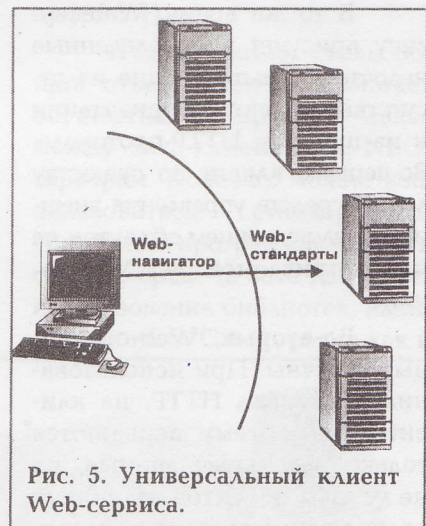 Web-
навигатор
Web-
стандарты
Рис. 5. Универсальный клиент
Web-сервиса.